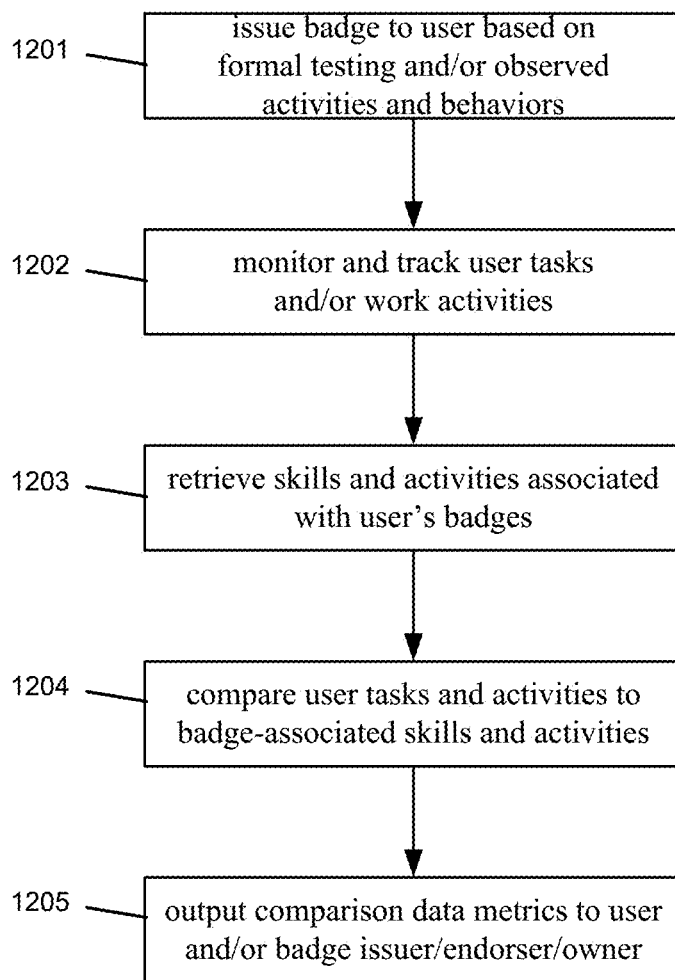 1201
issue badge to user based on
formal testing and/or observed
activities and behaviors
1202
monitor and track user tasks
and/or work activities
1203
retrieve skills and activities associated
with user’s badges
1204
compare user tasks and activities to
badge-associated skills and activities
1205
output comparison data metrics to user
and/or badge issuer/endorser/owner